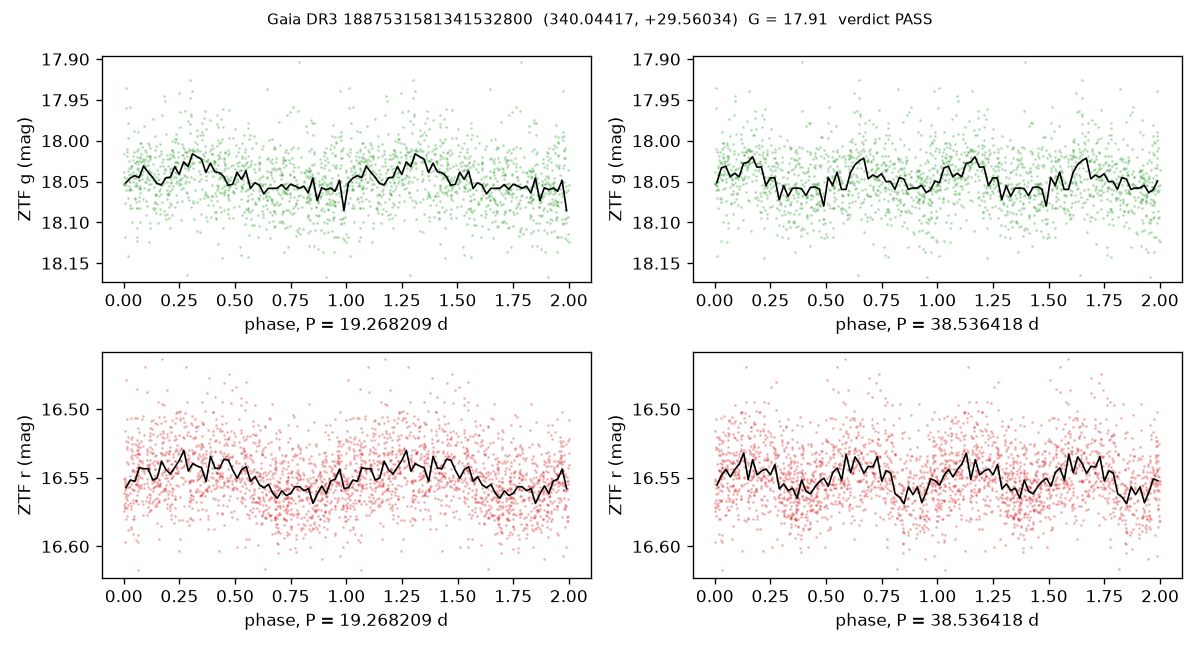 Gaia DR3 1887531581341532800 (340.04417, +29.56034) G = 17.91 verdict PASS
ZTF g (mag)
17.90
17.95
18.00
18.05
18.10
18.15
0.00 0.25 0.50 0.75 1.00 1.25 1.50 1.75 2.00
phase, P = 19.268209 d
ZTF g (mag)
17.90
17.95
18.00
18.05
18.10
18.15
0.00 0.25 0.50 0.75 1.00 1.25 1.50 1.75 2.00
phase, P = 38.536418 d
ZTF r (mag)
16.50
16.55
16.60
0.00 0.25 0.50 0.75 1.00 1.25 1.50 1.75 2.00
phase, P = 19.268209 d
ZTF r (mag)
16.50
16.55
16.60
0.00 0.25 0.50 0.75 1.00 1.25 1.50 1.75 2.00
phase, P = 38.536418 d